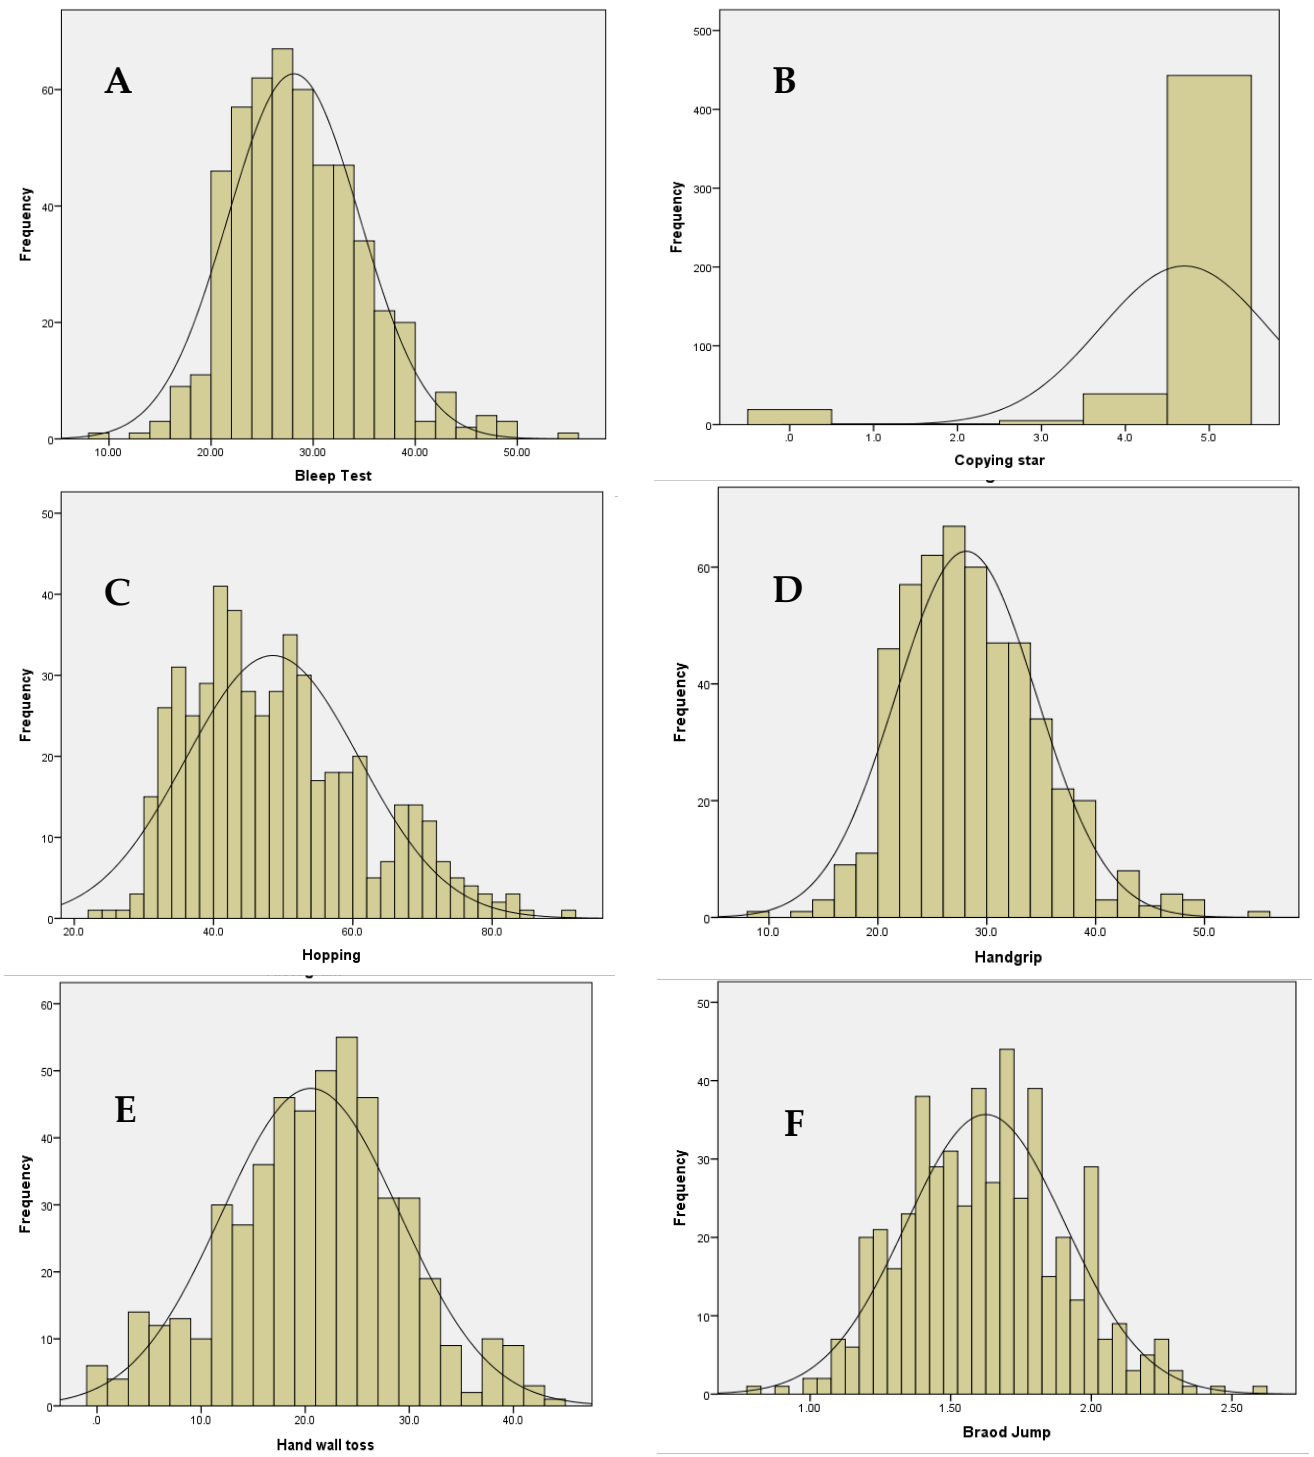 A
Frequency
60
40
20
0
10.00 20.00 30.00 40.00 50.00
Bleep Test
B
Frequency
500
400
300
200
100
0
.0 1.0 2.0 3.0 4.0 5.0
Copying star
C
Frequency
50
40
30
20
10
0
20.0 40.0 60.0 80.0
Hopping
D
Frequency
60
40
20
0
10.0 20.0 30.0 40.0 50.0
Handgrip
E
Frequency
60
50
40
30
20
10
0
.0 10.0 20.0 30.0 40.0
Hand wall toss
F
Frequency
50
40
30
20
10
0
1.00 1.50 2.00 2.50
Braod Jump